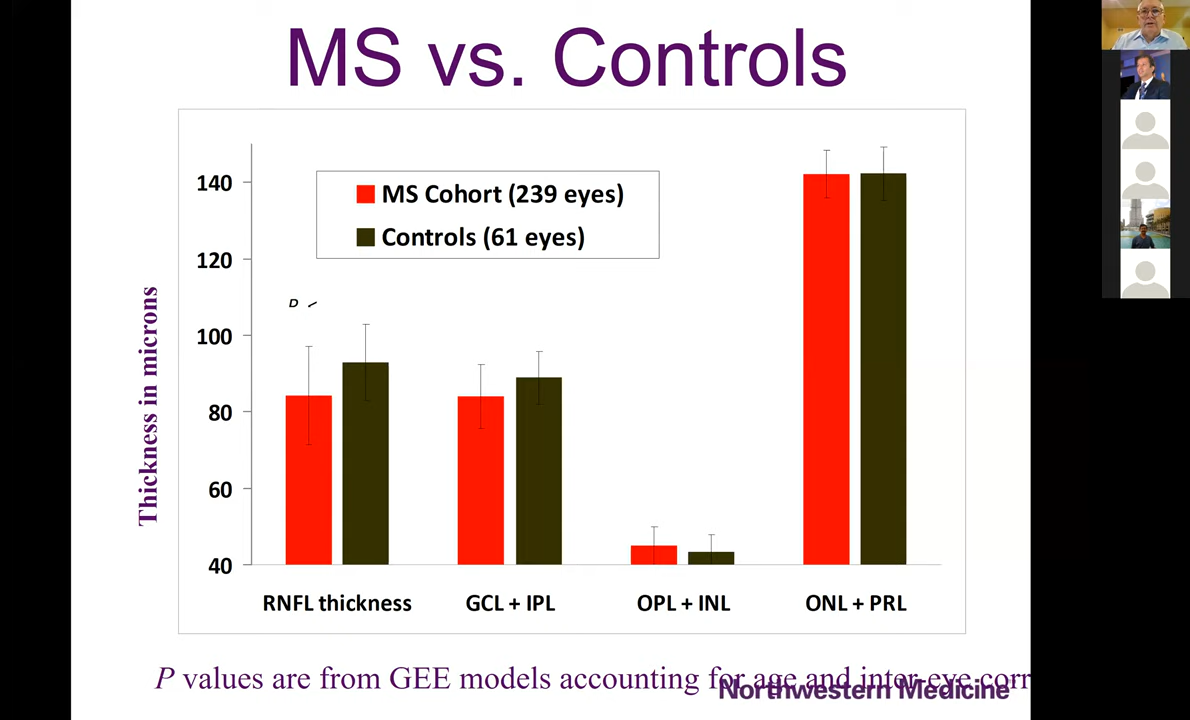 MS vs. Controls
MS Cohort (239 eyes)
Controls (61 eyes)
Thickness in microns
140
120
100
80
60
40
RNFL thickness
GCL + IPL
OPL + INL
ONL + PRL
P values are from GEE models accounting for age and inter-eye corr
Northwestern Medicine